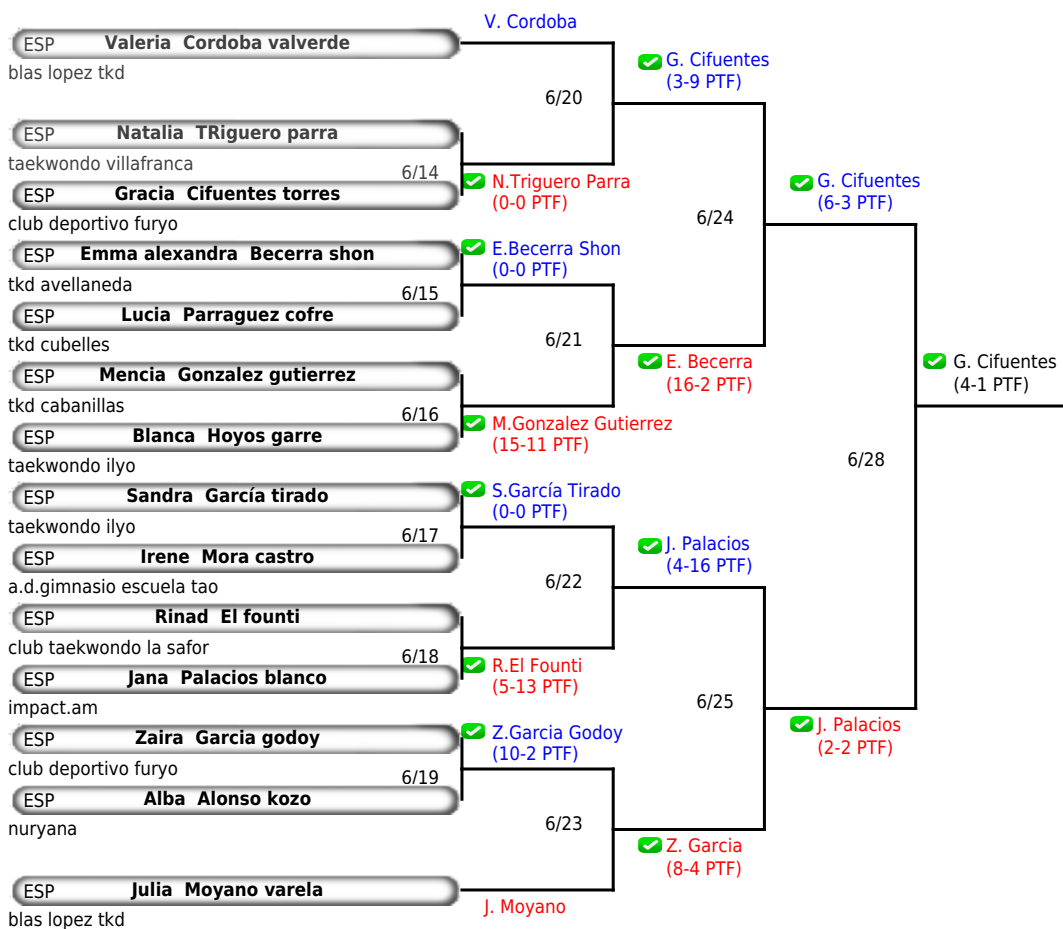 V. Cordoba
ESP Valeria Cordoba valverde
blas lopez tkd
G. Cifuentes
(3-9 PTF)
6/20
ESP Natalia TRiguero parra
taekwondo villafranca
6/14
N.Triguero Parra
(0-0 PTF)
ESP Gracia Cifuentes torres
club deportivo furyo
G. Cifuentes
(6-3 PTF)
6/24
ESP Emma alexandra Becerra shon
tkd avellaneda
E.Becerra Shon
(0-0 PTF)
6/15
ESP Lucia Parraguez cofre
tkd cubelles
6/21
E. Becerra
(16-2 PTF)
G. Cifuentes
(4-1 PTF)
ESP Mencia Gonzalez gutierrez
tkd cabanillas
6/16
M.Gonzalez Gutierrez
(15-11 PTF)
ESP Blanca Hoyos garre
taekwondo ilyo
6/28
ESP Sandra García tirado
taekwondo ilyo
S.García Tirado
(0-0 PTF)
6/17
ESP Irene Mora castro
a.d.gimnasio escuela tao
J. Palacios
(4-16 PTF)
6/22
ESP Rinad El founti
club taekwondo la safor
6/18
R.El Founti
(5-13 PTF)
ESP Jana Palacios blanco
impact.am
6/25
J. Palacios
(2-2 PTF)
ESP Zaira Garcia godoy
club deportivo furyo
Z.Garcia Godoy
(10-2 PTF)
6/19
ESP Alba Alonso kozo
nuryana
6/23
Z. Garcia
(8-4 PTF)
ESP Julia Moyano varela
blas lopez tkd
J. Moyano